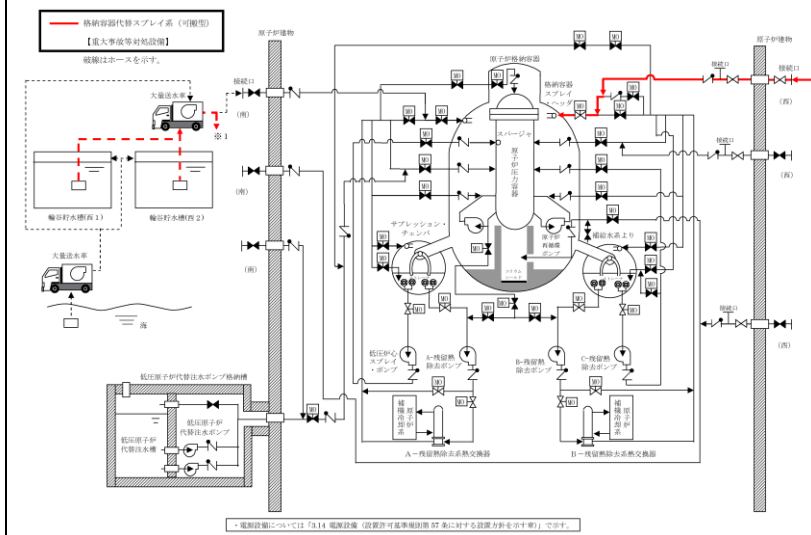 格納容器代替スプレイ系（可搬型）
【重大事故等対処設備】
破線はホースを示す。
原子炉建物
原子炉建物
大量送水車
接続口
(南)
※1
(南)
(南)
輪谷貯水槽(西1)
輪谷貯水槽(西2)
大量送水車
海
原子炉格納容器
格納容器
スプレイ
・ヘッダ
スパージャ
原子炉圧力容器
サプレッション・
チェンバ
原子炉
再循環
ポンプ
補給水系より
コリウム
シールド
接続口
接続口
(西)
接続口
(西)
接続口
(西)
MO
低圧炉心
スプレイ
・ポンプ
A-残留熱
除去ポンプ
B-残留熱
除去ポンプ
C-残留熱
除去ポンプ
補機冷却系
原子炉
補機冷却系
原子炉
A－残留熱除去系熱交換器
B－残留熱除去系熱交換器
低圧原子炉代替注水ポンプ格納槽
低圧原子炉
代替注水ポンプ
低圧原子炉
代替注水槽
・電源設備については「3.14 電源設備（設置許可基準規則第57条に対する設置方針を示す章）」で示す。